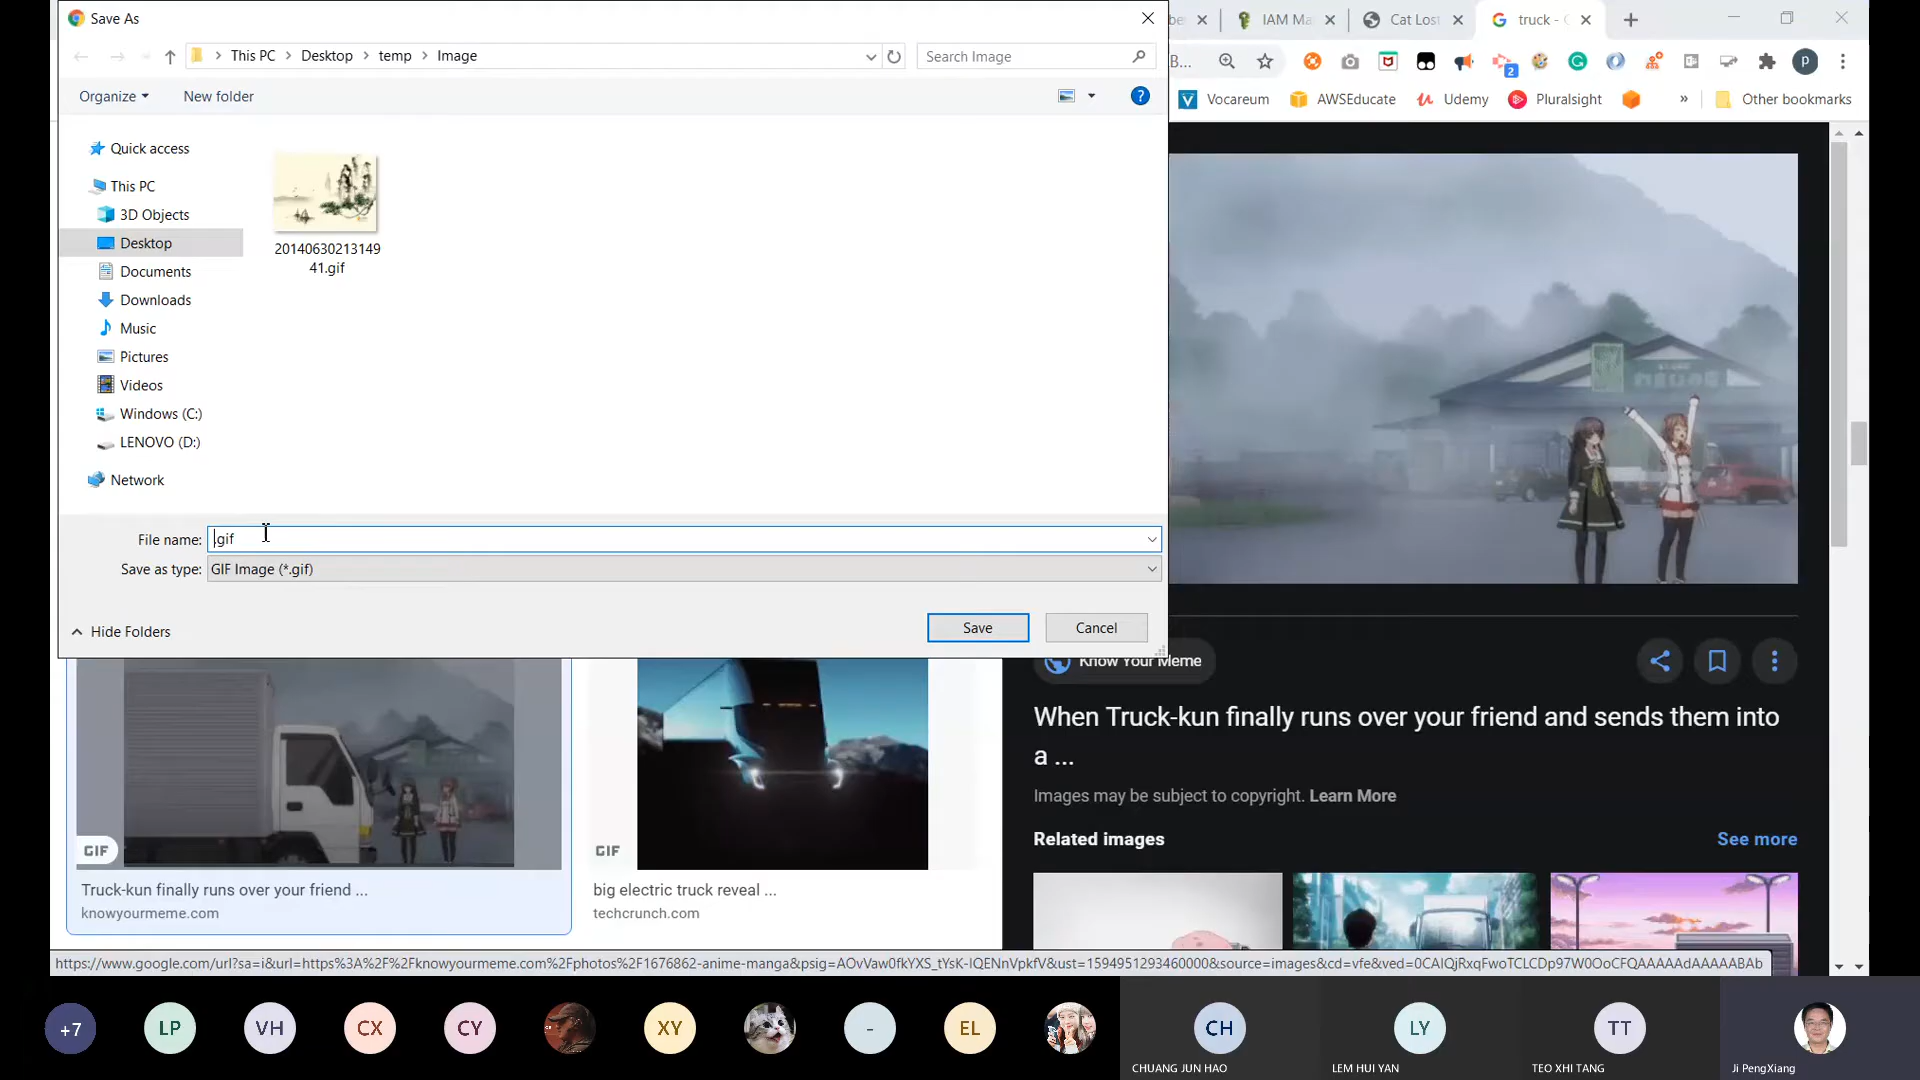 Save As
be
IAM Ma
Cat Lost
truck - G
This PC
Desktop
temp
Image
Search Image
B...
2
P
Organize
New folder
?
Vocareum
AWSEducate
Udemy
Pluralsight
»
Other bookmarks
Quick access
This PC
3D Objects
Desktop
Documents
Downloads
Music
Pictures
Videos
Windows (C:)
LENOVO (D:)
Network
20140630213149
41.gif
File name:
.gif
Save as type:
GIF Image (*.gif)
Hide Folders
Save
Cancel
Know Your Meme
When Truck-kun finally runs over your friend and sends them into
a ...
Images may be subject to copyright. Learn More
Related images
See more
GIF
Truck-kun finally runs over your friend ...
knowyourmeme.com
GIF
big electric truck reveal ...
techcrunch.com
https://www.google.com/url?sa=i&url=https%3A%2F%2Fknowyourmeme.com%2Fphotos%2F1676862-anime-manga&psig=AOvVaw0fkYXS_tYsK-IQENnVpkfV&ust=1594951293460000&source=images&cd=vfe&ved=0CAIQjRxqFwoTCLCDp97W0OoCFQAAAAAdAAAAABAb
+7
LP
VH
CX
CY
XY
-
EL
CH
LY
TT
CHUANG JUN HAO
LEM HUI YAN
TEO XHI TANG
Ji PengXiang